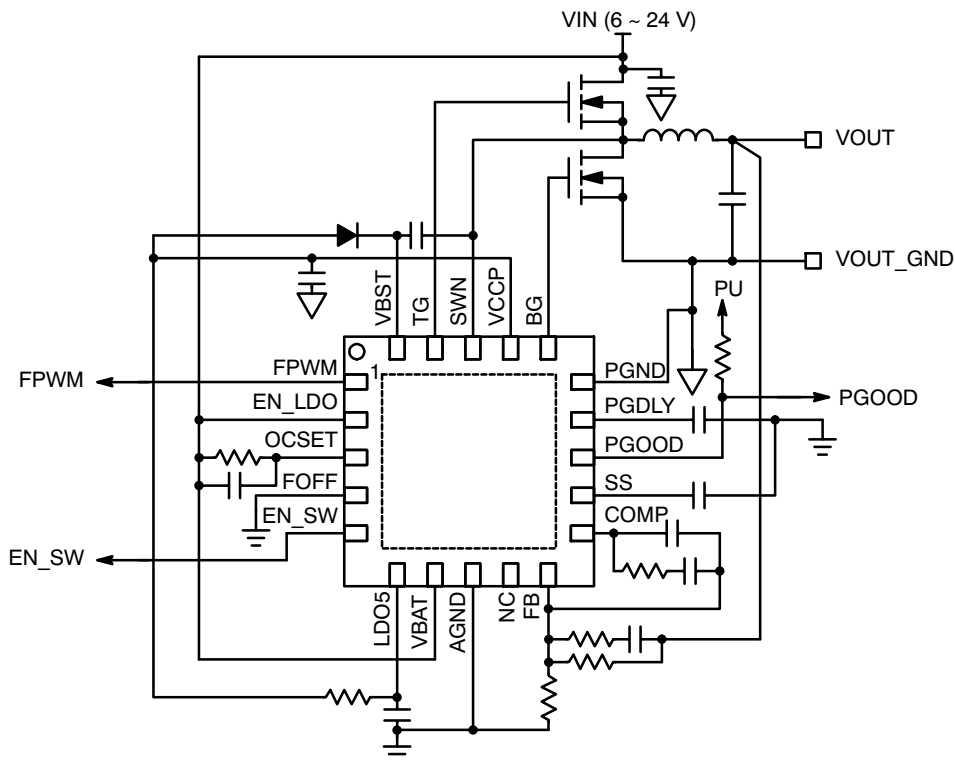 VIN (6 ~ 24 V)
VOUT
VOUT_GND
PU
VBST
TG
SWN
VCCP
BG
1
FPWM
FPWM
PGND
EN_LDO
PGDLY
PGOOD
OCSET
PGOOD
FOFF
SS
EN_SW
COMP
EN_SW
LDO5
VBAT
AGND
NC
FB